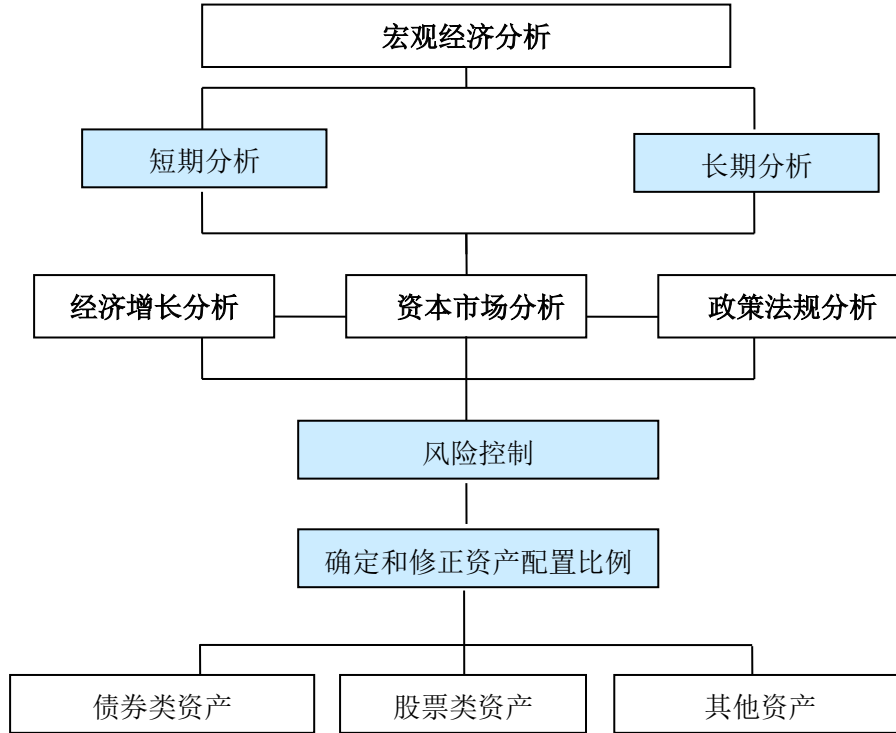 宏观经济分析
短期分析
长期分析
经济增长分析
资本市场分析
政策法规分析
风险控制
确定和修正资产配置比例
债券类资产
股票类资产
其他资产